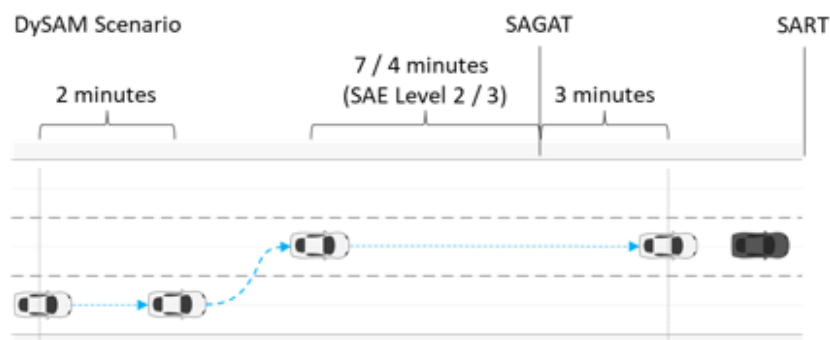 DySAM Scenario
SAGAT
SART
7 / 4 minutes
(SAE Level 2 / 3)
2 minutes
3 minutes